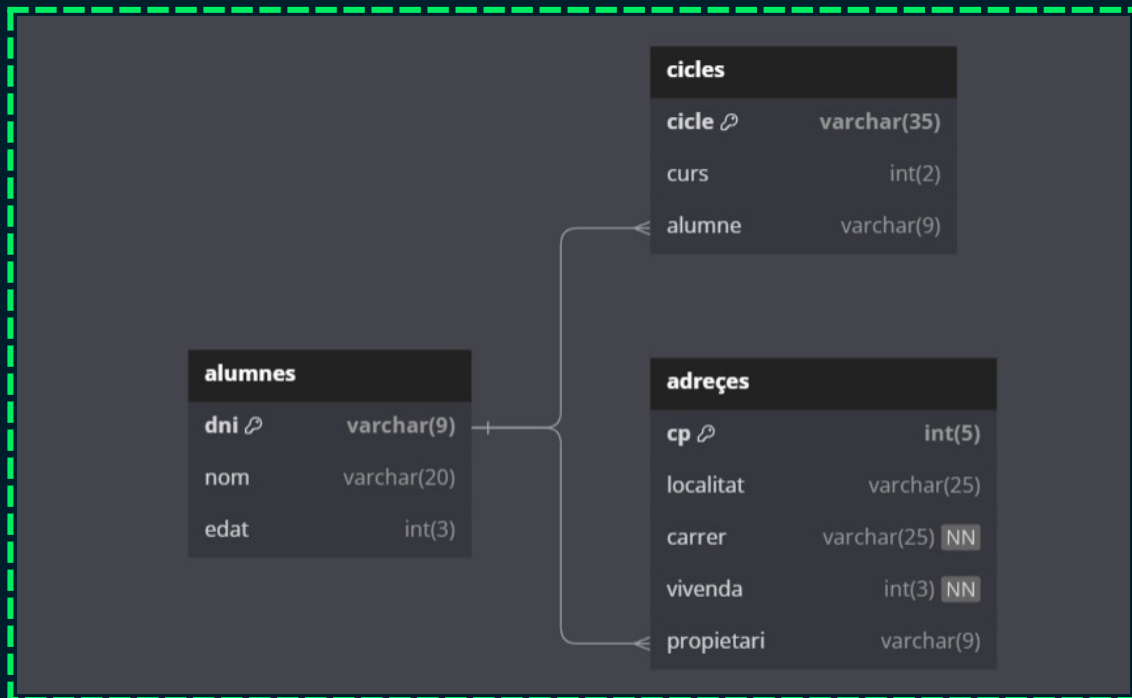 cicles
cicle varchar(35)
curs int(2)
alumne varchar(9)
alumnes
dni varchar(9)
nom varchar(20)
edat int(3)
adreçes
cp int(5)
localitat varchar(25)
carrer varchar(25) NN
vivenda int(3) NN
propietari varchar(9)